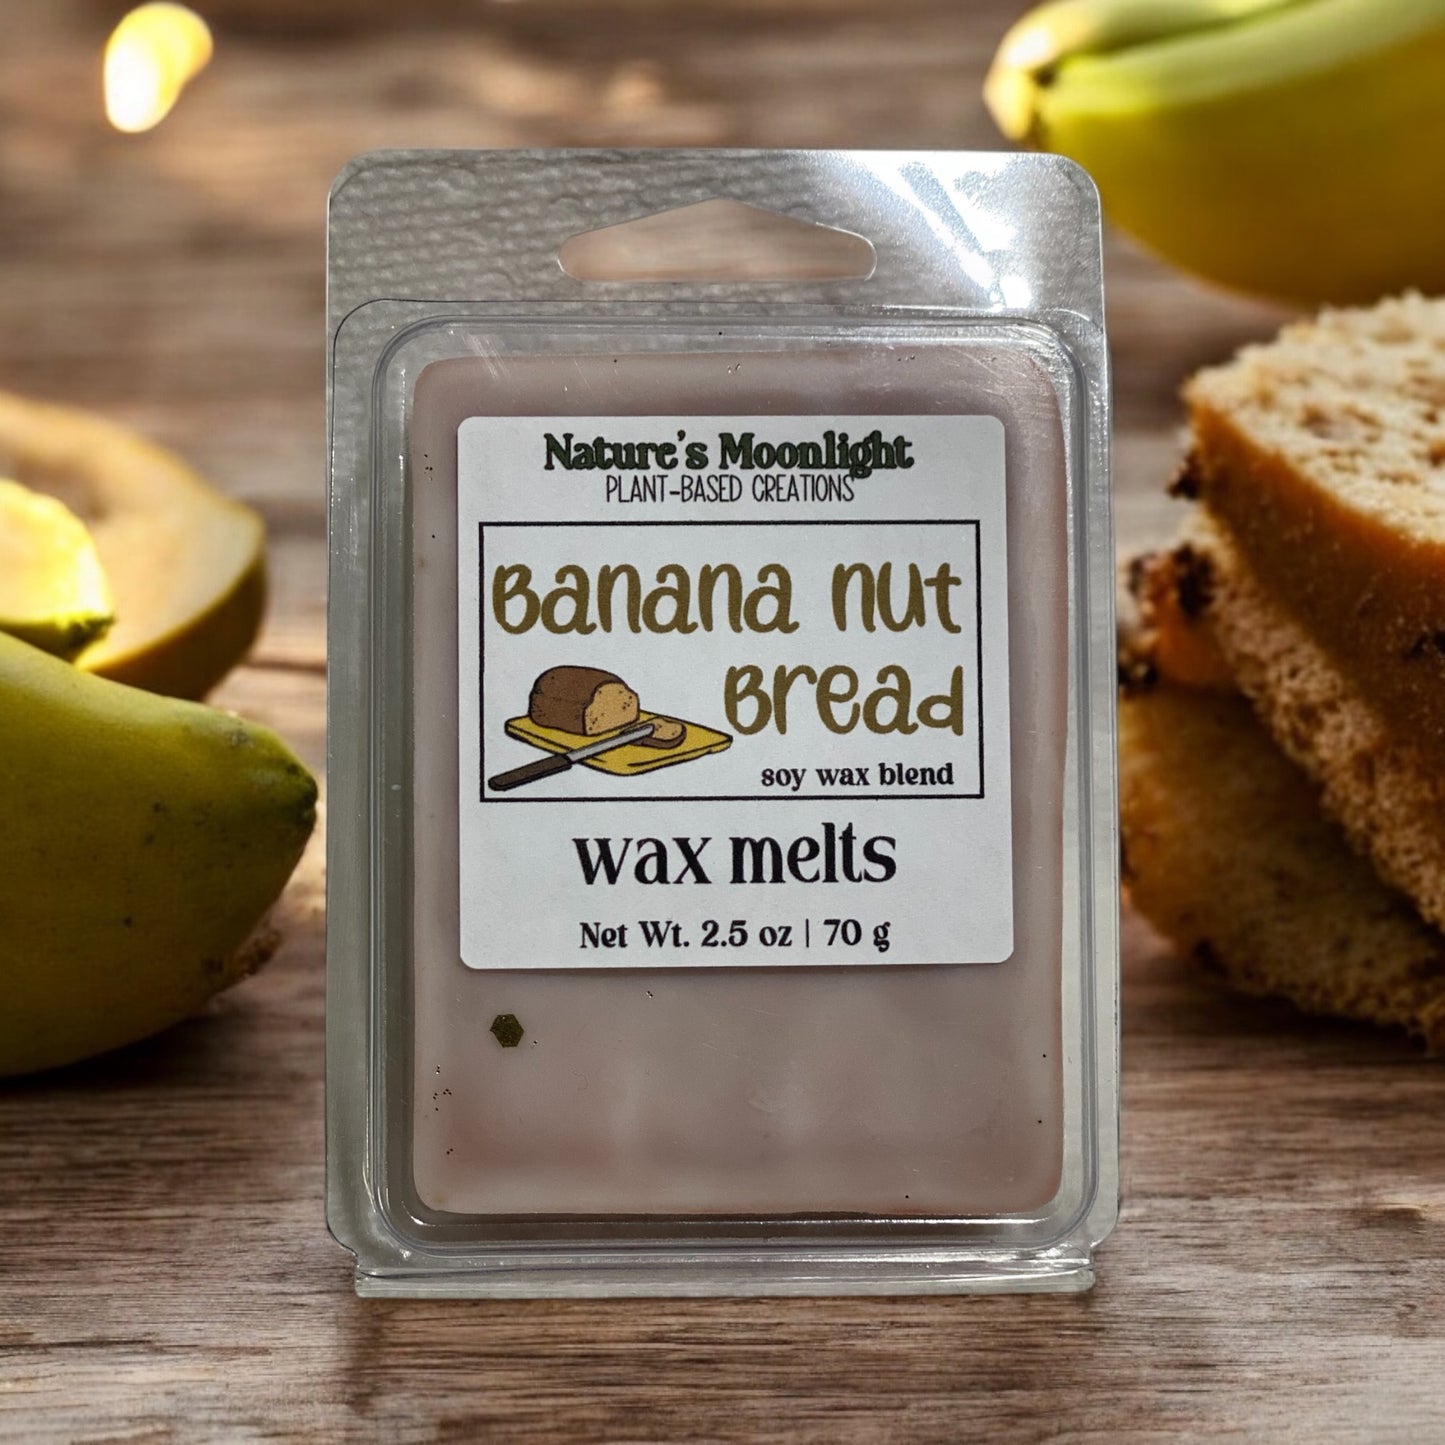 Nature's Moonlight
PLANT-BASED CREATIONS
Banana nut
Bread
soy wax blend
wax melts
Net Wt. 2.5 oz | 70 g